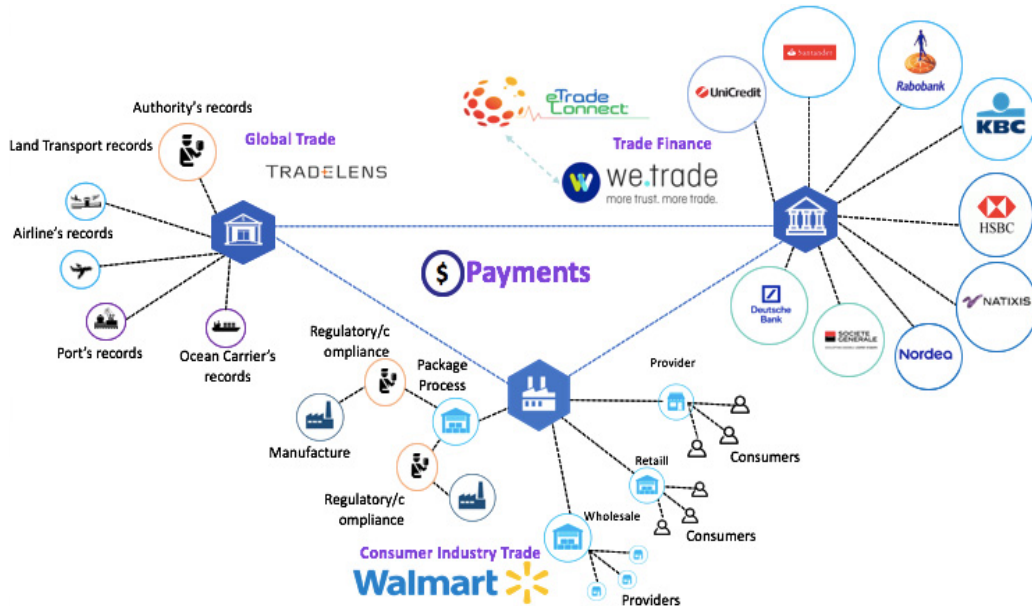 Authority's records
Land Transport records
Global Trade
TRADELENS
Airline's records
Port's records
Ocean Carrier's
records
eTrade
Connect
Trade Finance
we.trade
more trust. more trade.
UniCredit
Santander
Rabobank
KBC
HSBC
NATIXIS
Nordea
SOCIETE
GENERALE
Deutsche
Bank
$ Payments
Regulatory/c
ompliance
Package
Process
Manufacture
Regulatory/c
ompliance
Provider
Consumers
Retaill
Consumers
Wholesale
Providers
Consumer Industry Trade
Walmart